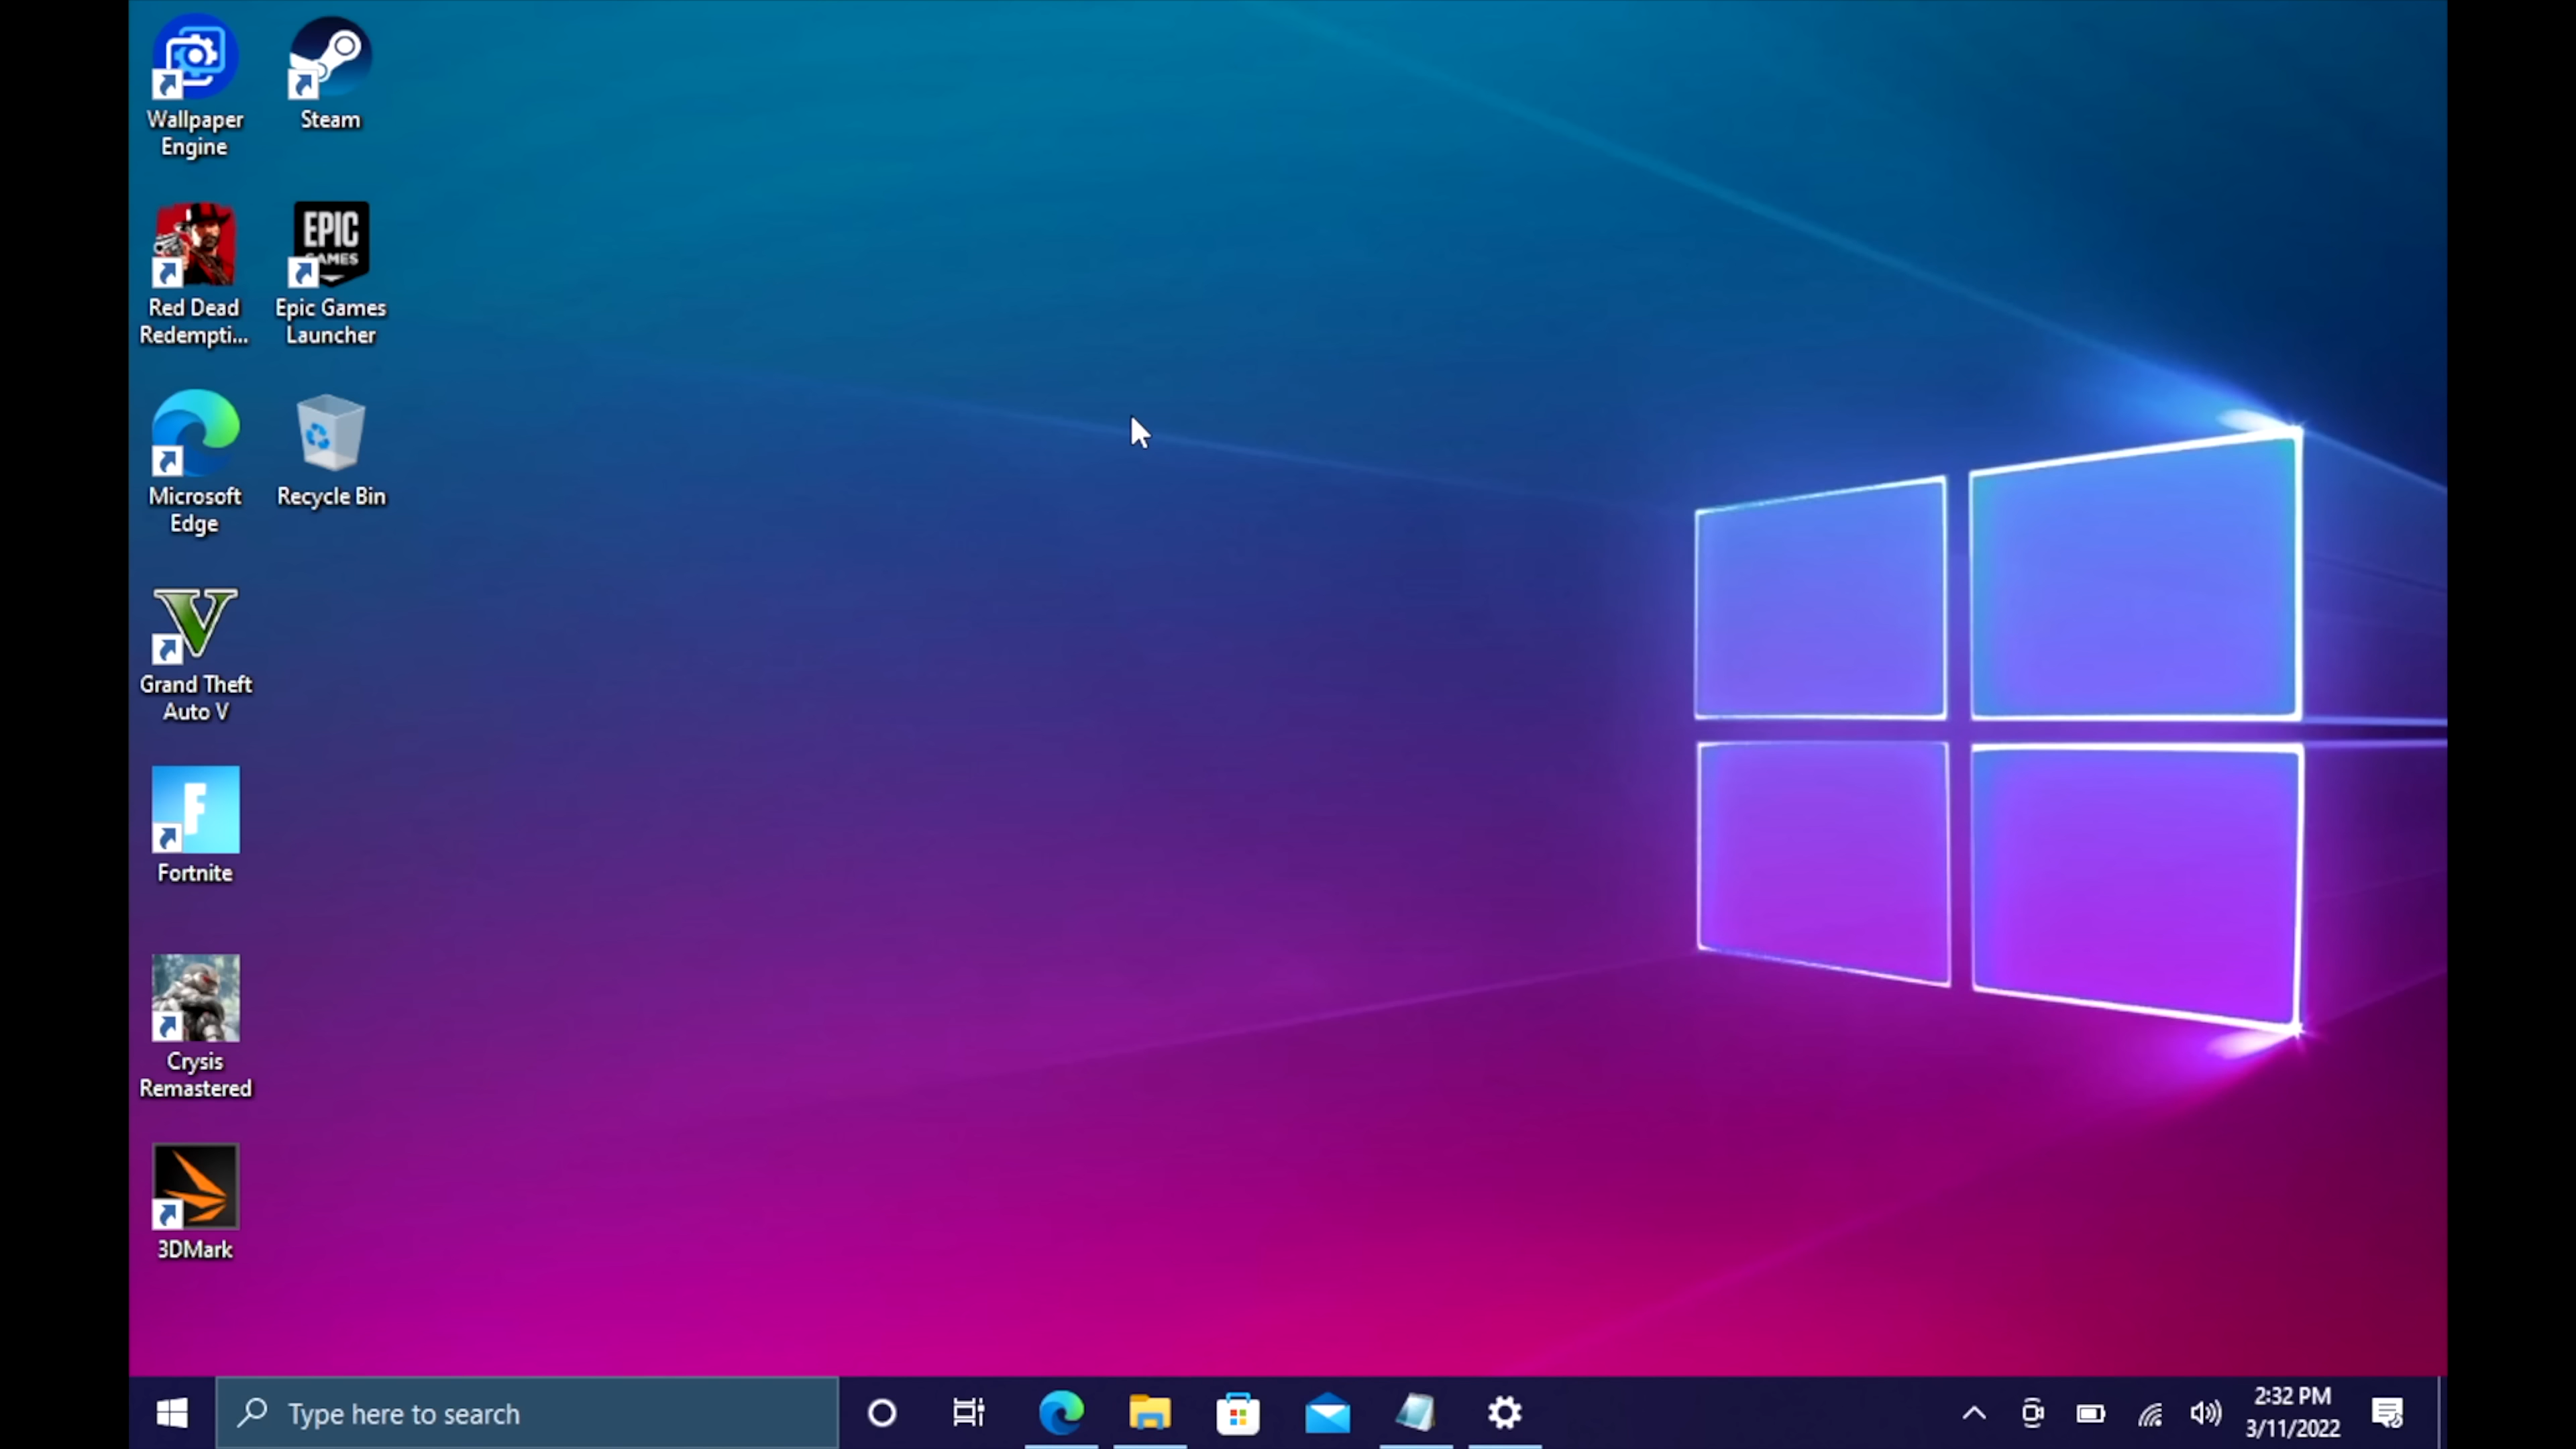 Wallpaper
Engine
Steam
Red Dead
Redempti...
EPIC
GAMES
Epic Games
Launcher
Microsoft
Edge
Recycle Bin
V
Grand Theft
Auto V
F
Fortnite
Crysis
Remastered
3DMark
Type here to search
2:32 PM
3/11/2022